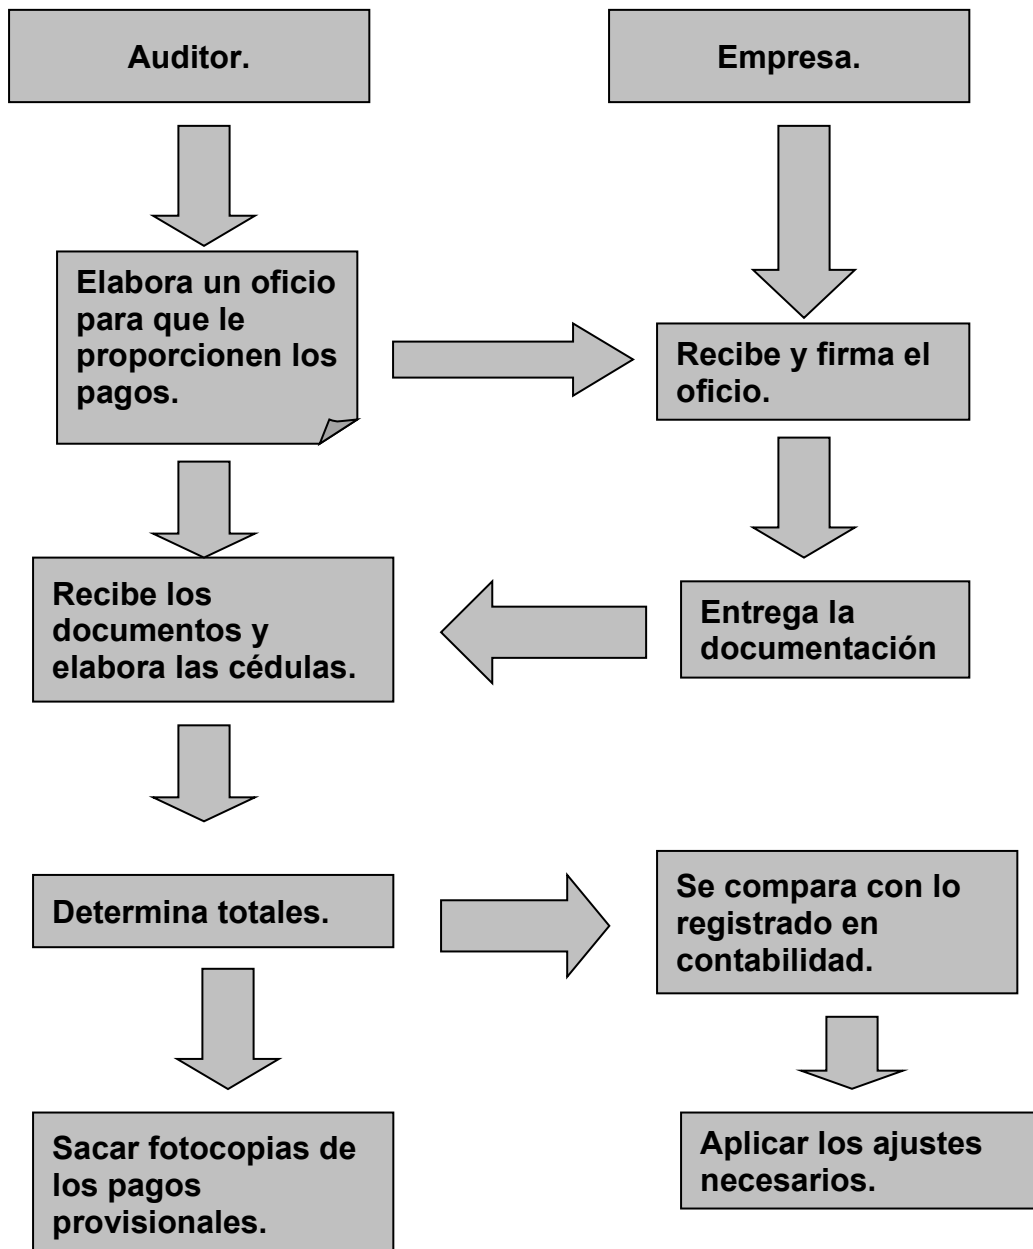 Auditor.
Empresa.
Elabora un oficio
para que le
proporcionen los
pagos.
Recibe y firma el
oficio.
Recibe los
documentos y
elabora las cédulas.
Entrega la
documentación
Determina totales.
Se compara con lo
registrado en
contabilidad.
Sacar fotocopias de
los pagos
provisionales.
Aplicar los ajustes
necesarios.